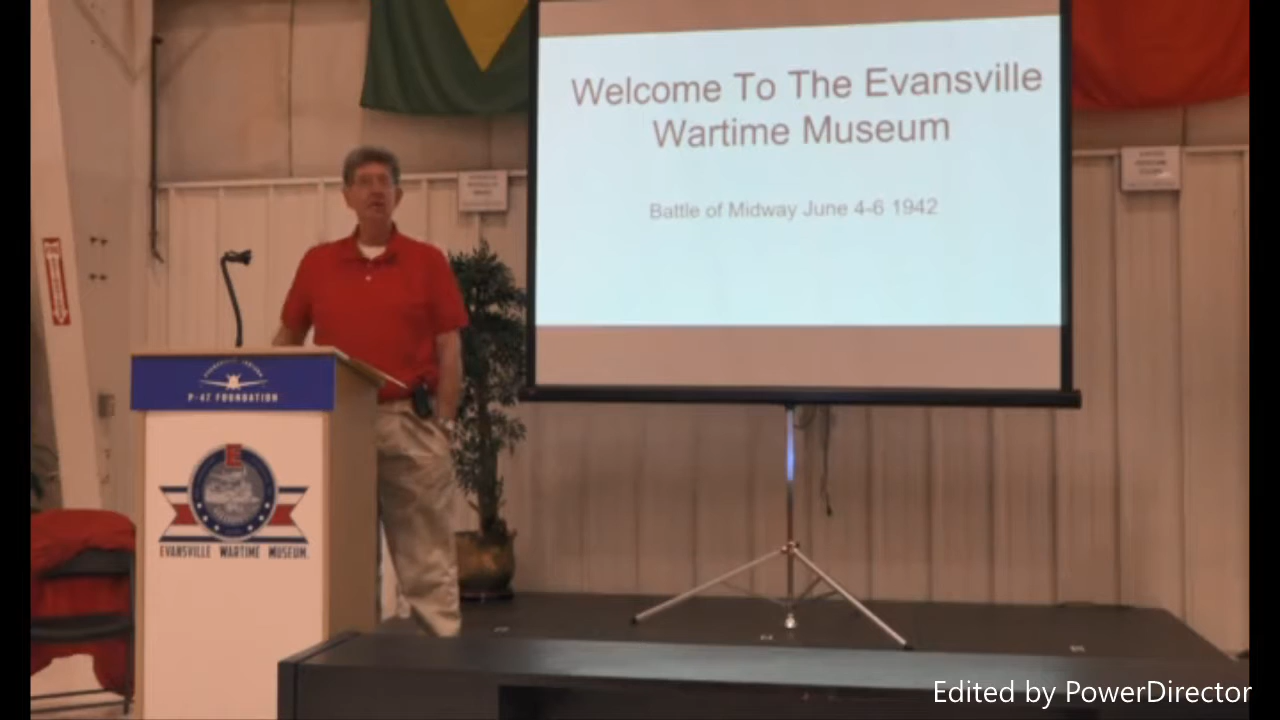 Welcome To The Evansville
Wartime Museum
Battle of Midway June 4-6 1942
P-47 FOUNDATION
EVANSVILLE WARTIME MUSEUM
Edited by PowerDirector